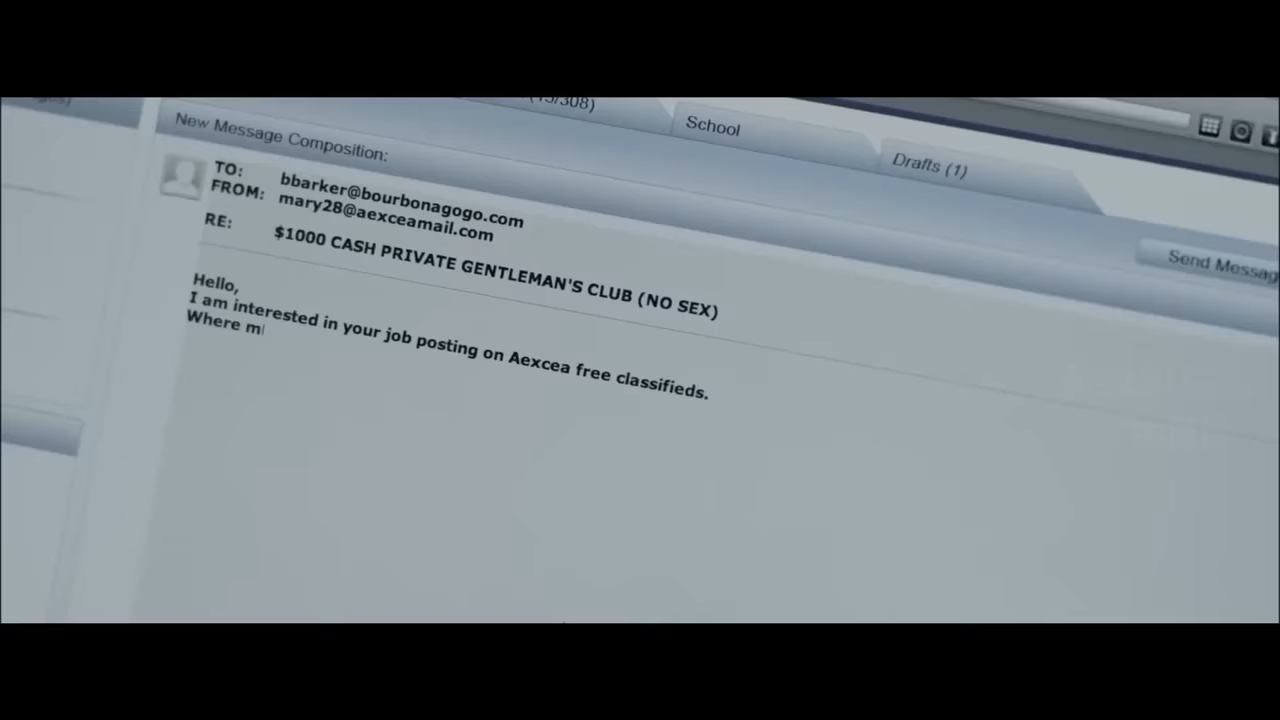 (15/308)
School
Drafts (1)
New Message Composition:
TO: bbarker@bourbonagogo.com
FROM: mary28@aexceamail.com
Send Messag
RE: $1000 CASH PRIVATE GENTLEMAN'S CLUB (NO SEX)
Hello,
I am interested in your job posting on Aexcea free classifieds.
Where m